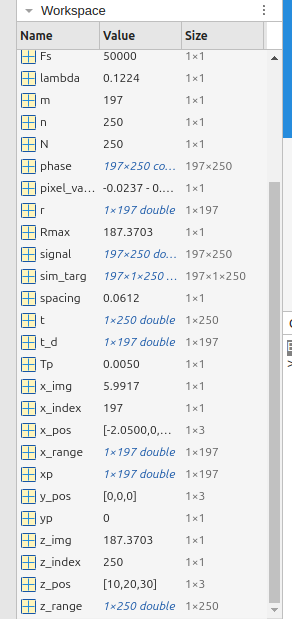 Workspace
Name Value Size
Fs 50000 1×1
lambda 0.1224 1×1
m 197 1×1
n 250 1×1
N 250 1×1
phase 197×250 co... 197×250
pixel_va... -0.0237 - 0.... 1×1
r 1×197 double 1×197
Rmax 187.3703 1×1
signal 197×250 do... 197×250
sim_targ 197×1×250 ... 197×1×250
spacing 0.0612 1×1
t 1×250 double 1×250
t_d 1×197 double 1×197
Tp 0.0050 1×1
x_img 5.9917 1×1
x_index 197 1×1
x_pos [-2.0500,0,... 1×3
x_range 1×197 double 1×197
xp 1×197 double 1×197
y_pos [0,0,0] 1×3
yp 0 1×1
z_img 187.3703 1×1
z_index 250 1×1
z_pos [10,20,30] 1×3
z_range 1×250 double 1×250